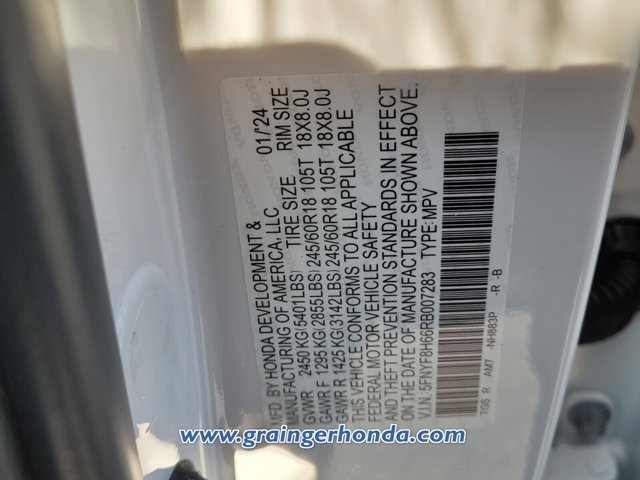 MFD. BY HONDA DEVELOPMENT & 01/'24
MANUFACTURING OF AMERICA, LLC
TIRE SIZE RIM SIZE
GVWR 2450 KG(5401LBS)
GAWR F 1295 KG(2855LBS) 245/60R18 105T 18X8.0J
GAWR R 1425 KG(3142LBS) 245/60R18 105T 18X8.0J
THIS VEHICLE CONFORMS TO ALL APPLICABLE
FEDERAL MOTOR VEHICLE SAFETY
AND THEFT PREVENTION STANDARDS IN EFFECT
ON THE DATE OF MANUFACTURE SHOWN ABOVE.
V.I.N. 5FNYF8H66RB007283 TYPE:MPV
TGS R AM7 -NH883P -R -B
www.graingerhonda.com